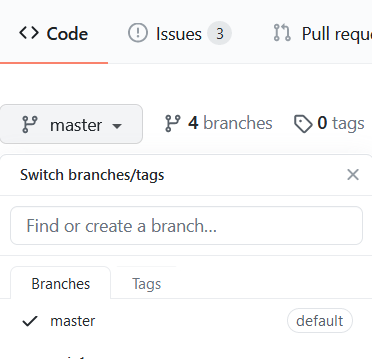 Code Issues 3 Pull reque
master 4 branches 0 tags
Switch branches/tags
Find or create a branch...
Branches Tags
master default